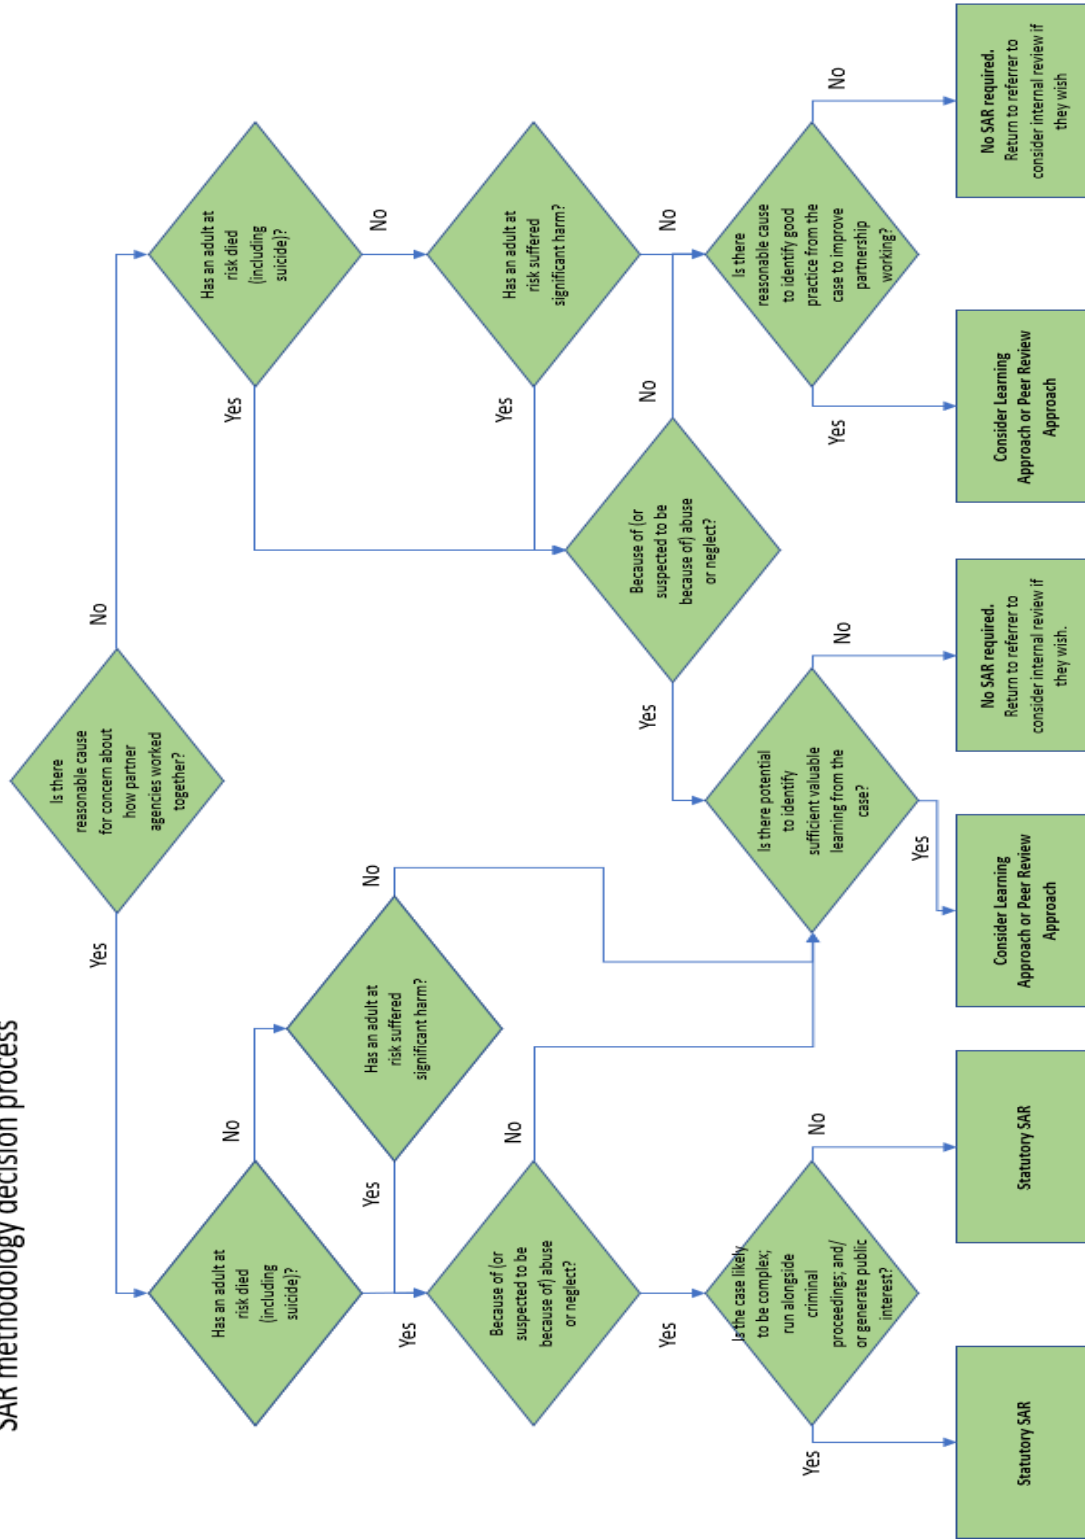 SAR methodology decision process
Is there
reasonable cause
for concern about
how partner
agencies worked
together?
Yes
No
Has an adult at
risk died
(including
suicide)?
No
Yes
Has an adult at
risk suffered
significant harm?
Yes
No
Because of (or
suspected to be
because of) abuse
or neglect?
No
Yes
Is the case likely
to be complex;
run alongside
criminal
proceedings; and/
or generate public
interest?
Yes
No
Has an adult at
risk died
(including
suicide)?
Yes
No
Has an adult at
risk suffered
significant harm?
Yes
No
Because of (or
suspected to be
because of) abuse
or neglect?
Yes
No
Is there potential
to identify
sufficient valuable
learning from the
case?
Yes
No
Is there
reasonable cause
to identify good
practice from the
case to improve
partnership
working?
Yes
No
Statutory SAR
Statutory SAR
Consider Learning
Approach or Peer Review
Approach
No SAR required.
Return to referrer to
consider internal review if
they wish.
Consider Learning
Approach or Peer Review
Approach
No SAR required.
Return to referrer to
consider internal review if
they wish